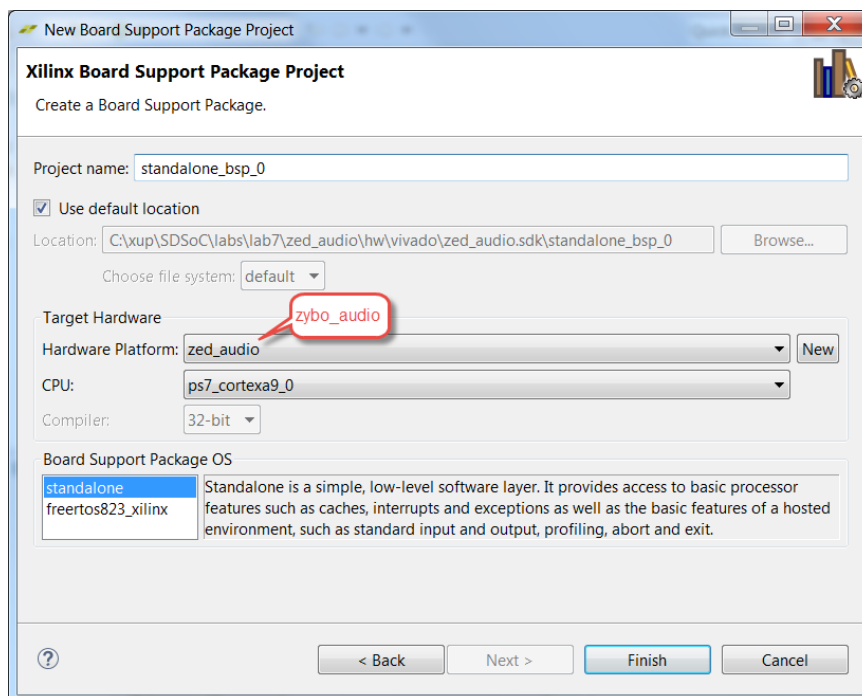 New Board Support Package Project
Xilinx Board Support Package Project
Create a Board Support Package.
Project name: standalone_bsp_0
Use default location
Location: C:\xup\SDSoC\labs\lab7\zed_audio\hw\vivado\zed_audio.sdk\standalone_bsp_0 Browse...
Choose file system: default
Target Hardware
zybo_audio
Hardware Platform: zed_audio New
CPU: ps7_cortexa9_0
Compiler: 32-bit
Board Support Package OS
standalone
freertos823_xilinx
Standalone is a simple, low-level software layer. It provides access to basic processor
features such as caches, interrupts and exceptions as well as the basic features of a hosted
environment, such as standard input and output, profiling, abort and exit.
? < Back Next > Finish Cancel